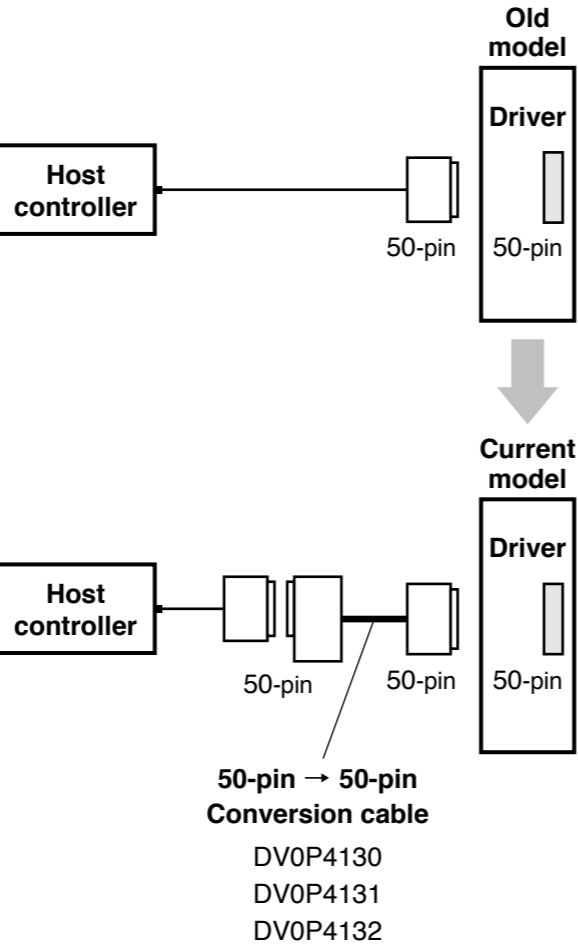 Old
model
Driver
Host
controller
50-pin
50-pin
Current
model
Driver
Host
controller
50-pin
50-pin
50-pin
50-pin → 50-pin
Conversion cable
DV0P4130
DV0P4131
DV0P4132